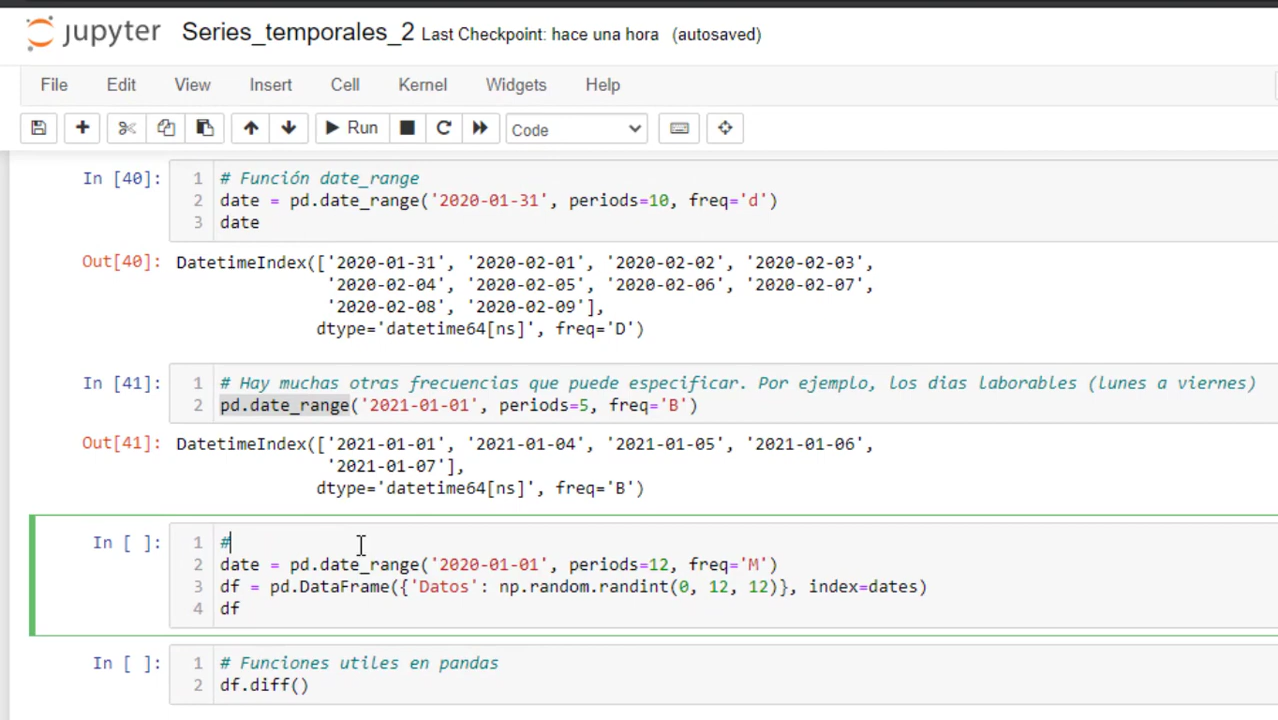 jupyter Series_temporales_2 Last Checkpoint: hace una hora (autosaved)
File Edit View Insert Cell Kernel Widgets Help
Run Code
In [40]: 1 # Función date_range
2 date = pd.date_range('2020-01-31', periods=10, freq='d')
3 date
Out[40]: DatetimeIndex(['2020-01-31', '2020-02-01', '2020-02-02', '2020-02-03',
'2020-02-04', '2020-02-05', '2020-02-06', '2020-02-07',
'2020-02-08', '2020-02-09'],
dtype='datetime64[ns]', freq='D')
In [41]: 1 # Hay muchas otras frecuencias que puede especificar. Por ejemplo, los dias laborables (lunes a viernes)
2 pd.date_range('2021-01-01', periods=5, freq='B')
Out[41]: DatetimeIndex(['2021-01-01', '2021-01-04', '2021-01-05', '2021-01-06',
'2021-01-07'],
dtype='datetime64[ns]', freq='B')
In [ ]: 1 #
2 date = pd.date_range('2020-01-01', periods=12, freq='M')
3 df = pd.DataFrame({'Datos': np.random.randint(0, 12, 12)}, index=dates)
4 df
In [ ]: 1 # Funciones utiles en pandas
2 df.diff()